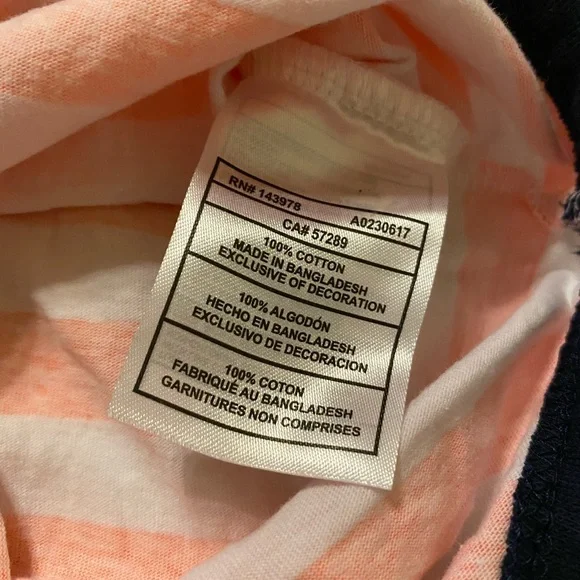 RN# 143978 A0230617
CA# 57289
100% COTTON
MADE IN BANGLADESH
EXCLUSIVE OF DECORATION
100% ALGODÓN
HECHO EN BANGLADESH
EXCLUSIVO DE DECORACION
100% COTON
FABRIQUÉ AU BANGLADESH
GARNITURES NON COMPRISES